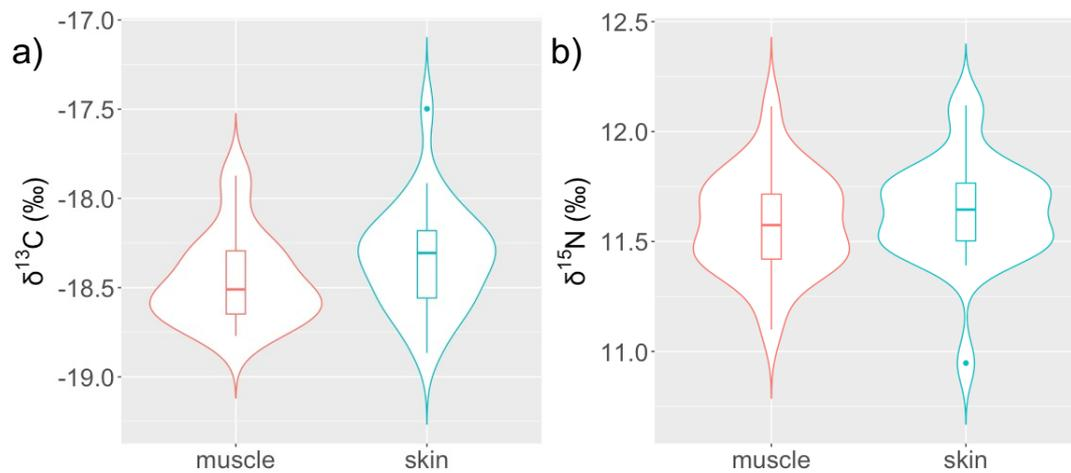 a)
δ13C (‰)
-17.0
-17.5
-18.0
-18.5
-19.0
muscle skin
b)
δ15N (‰)
12.5
12.0
11.5
11.0
muscle skin